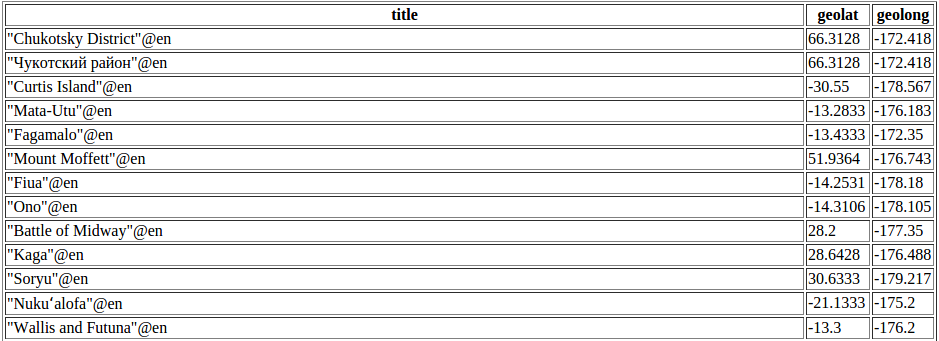 title geolat geolong
"Chukotsky District"@en 66.3128 -172.418
"Чукотский район"@en 66.3128 -172.418
"Curtis Island"@en -30.55 -178.567
"Mata-Utu"@en -13.2833 -176.183
"Fagamalo"@en -13.4333 -172.35
"Mount Moffett"@en 51.9364 -176.743
"Fiua"@en -14.2531 -178.18
"Ono"@en -14.3106 -178.105
"Battle of Midway"@en 28.2 -177.35
"Kaga"@en 28.6428 -176.488
"Soryu"@en 30.6333 -179.217
"Nukuʻalofa"@en -21.1333 -175.2
"Wallis and Futuna"@en -13.3 -176.2